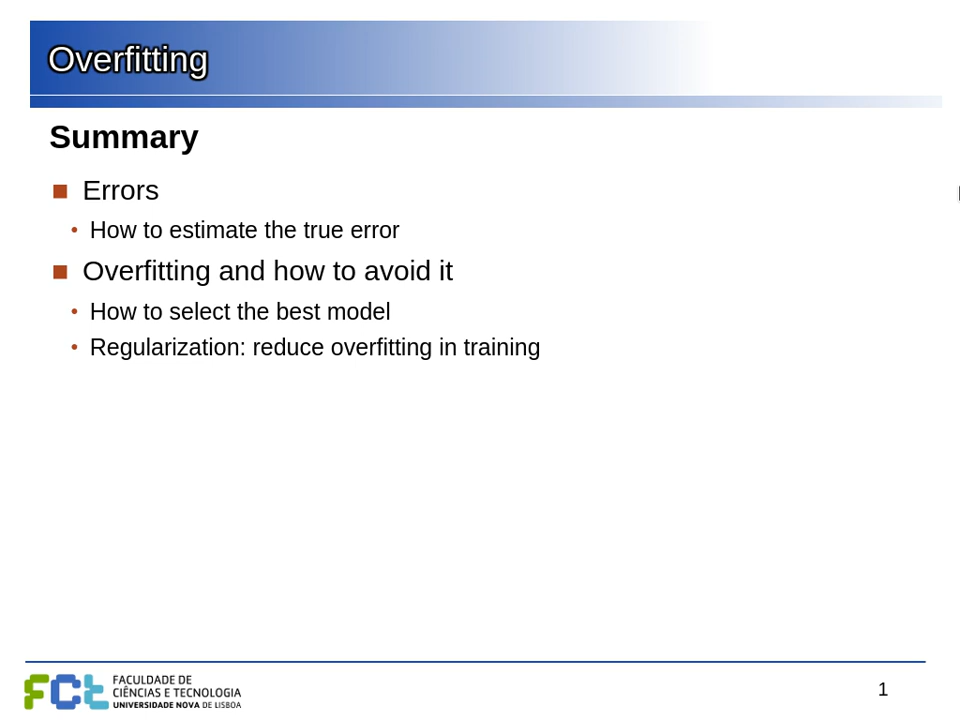 Overfitting
Summary
Errors
How to estimate the true error
Overfitting and how to avoid it
How to select the best model
Regularization: reduce overfitting in training
FCT FACULDADE DE
CIÊNCIAS E TECNOLOGIA
UNIVERSIDADE NOVA DE LISBOA
1